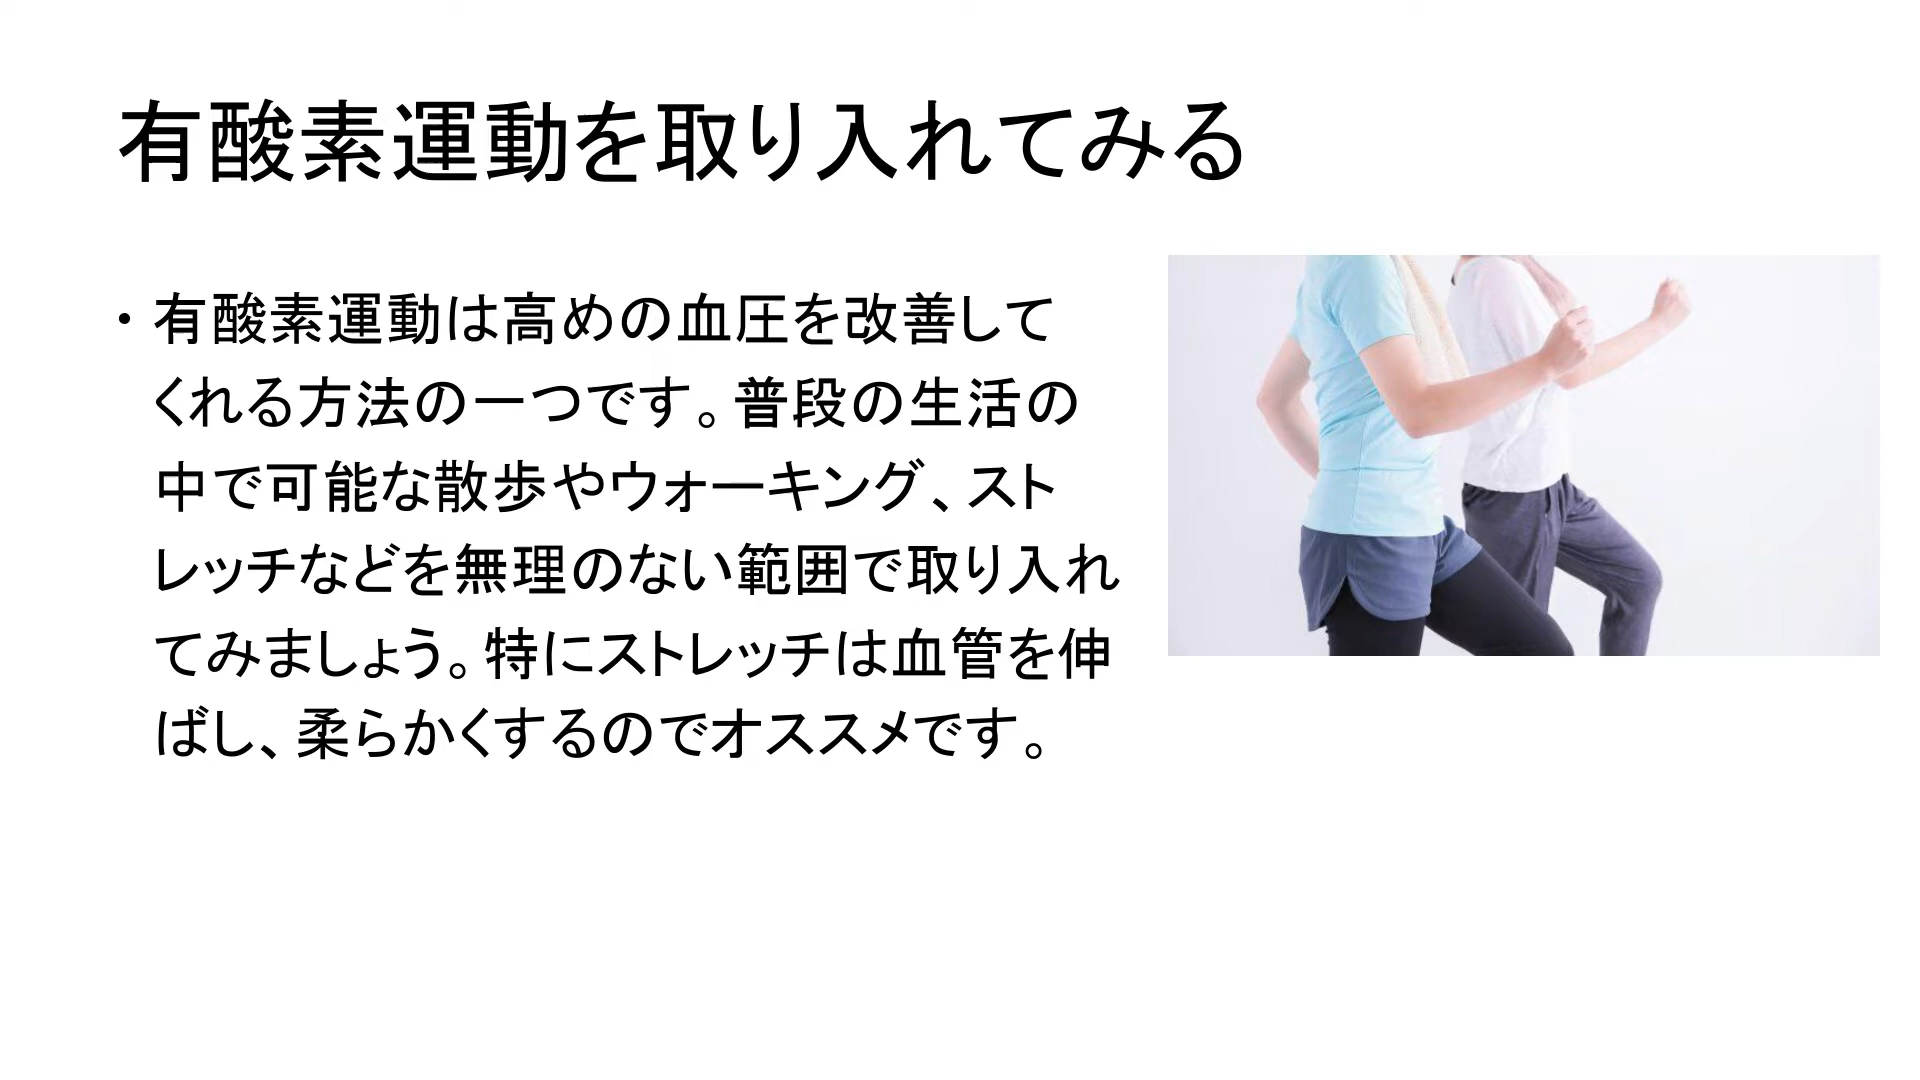 有酸素運動を取り入れてみる
・有酸素運動は高めの血圧を改善して
くれる方法の一つです。普段の生活の
中で可能な散歩やウォーキング、スト
レッチなどを無理のない範囲で取り入れ
てみましょう。特にストレッチは血管を伸
ばし、柔らかくするのでオススメです。